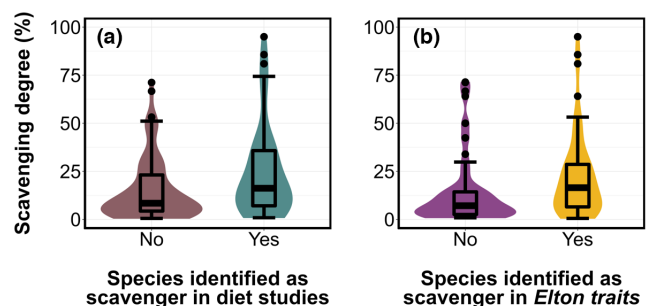 Scavenging degree (%)
100
75
50
25
0
(a)
No
Yes
Species identified as
scavenger in diet studies
100
75
50
25
0
(b)
No
Yes
Species identified as
scavenger in Elton traits